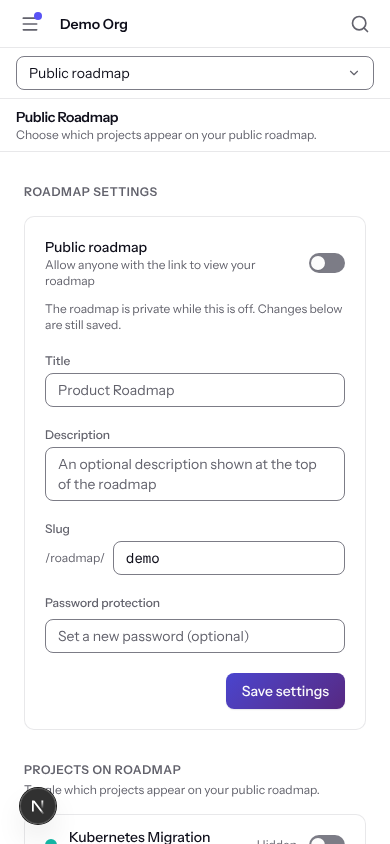 Demo Org
Public roadmap
Public Roadmap
Choose which projects appear on your public roadmap.
ROADMAP SETTINGS
Public roadmap
Allow anyone with the link to view your
roadmap
The roadmap is private while this is off. Changes below
are still saved.
Title
Product Roadmap
Description
An optional description shown at the top
of the roadmap
Slug
/roadmap/ demo
Password protection
Set a new password (optional)
Save settings
PROJECTS ON ROADMAP
which projects appear on your public roadmap.
N
Kubernetes Migration
Hidden